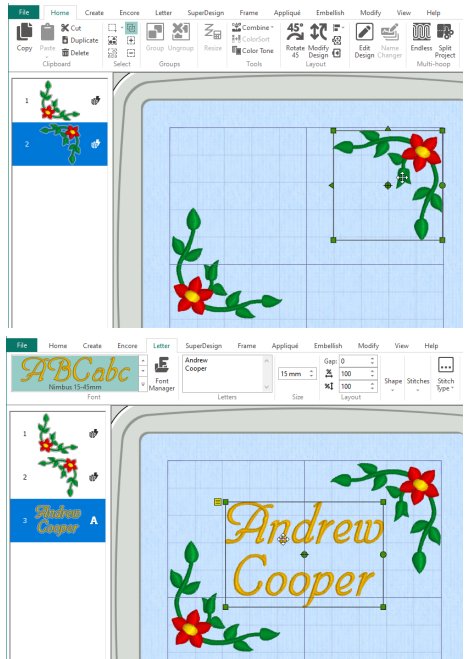 File Home Create Encore Letter SuperDesign Frame Appliqué Embellish Modify View Help
Copy Paste Cut Duplicate Delete
Clipboard
Select
Group Ungroup
Groups
Resize
Combine
ColorSort
Color Tone
Tools
45° Rotate 45 Modify Design
Layout
Edit Design Name Changer
Endless Split Project
Multi-hoop
1
2
File Home Create Encore Letter SuperDesign Frame Appliqué Embellish Modify View Help
ABCabc
Nimbus 15-45mm
Font Manager
Font
Andrew
Cooper
Letters
15 mm
Size
Gap: 0
100
100
Layout
Shape Stitches Stitch Type
1
2
3 Andrew Cooper A
Andrew
Cooper